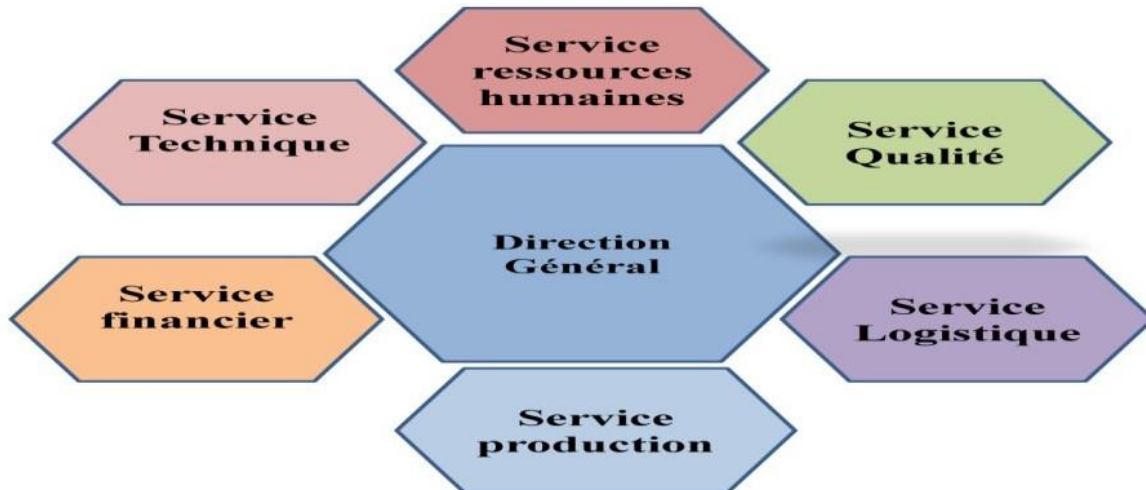 Service
ressources
humaines
Service
Technique
Service
Qualité
Direction
Général
Service
financier
Service
Logistique
Service
production